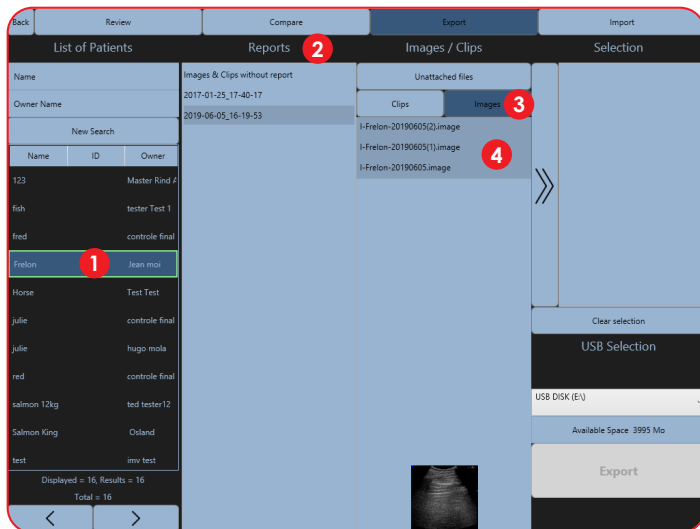 Back Review Compare Export Import
List of Patients Reports 2 Images / Clips Selection
Name
Owner Name
New Search
Name ID Owner
123 Master Rind
fish tester Test 1
fred controle final
Frelon 1 Jean moi
Horse Test Test
julie controle final
julie hugo mola
red controle final
salmon 12kg ted tester12
Salmon King Osland
test imv test
Displayed = 16, Results = 16
Total = 16
Images & Clips without report
2017-01-25_17-40-17
2019-06-05_16-19-53
Unattached files
Clips Images 3
I-Frelon-20190605(2).image
I-Frelon-20190605(1).image 4
I-Frelon-20190605.image
Clear selection
USB Selection
USB DISK (E:\)
Available Space 3995 Mo
Export